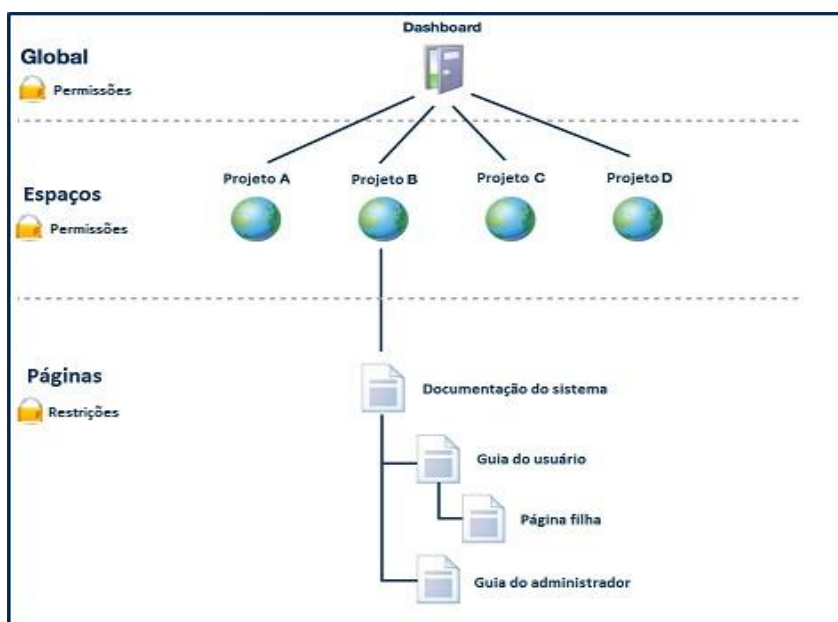 Dashboard
Global
Permissões
Projeto A
Projeto B
Projeto C
Projeto D
Espaços
Permissões
Páginas
Restrições
Documentação do sistema
Guia do usuário
Página filha
Guia do administrador